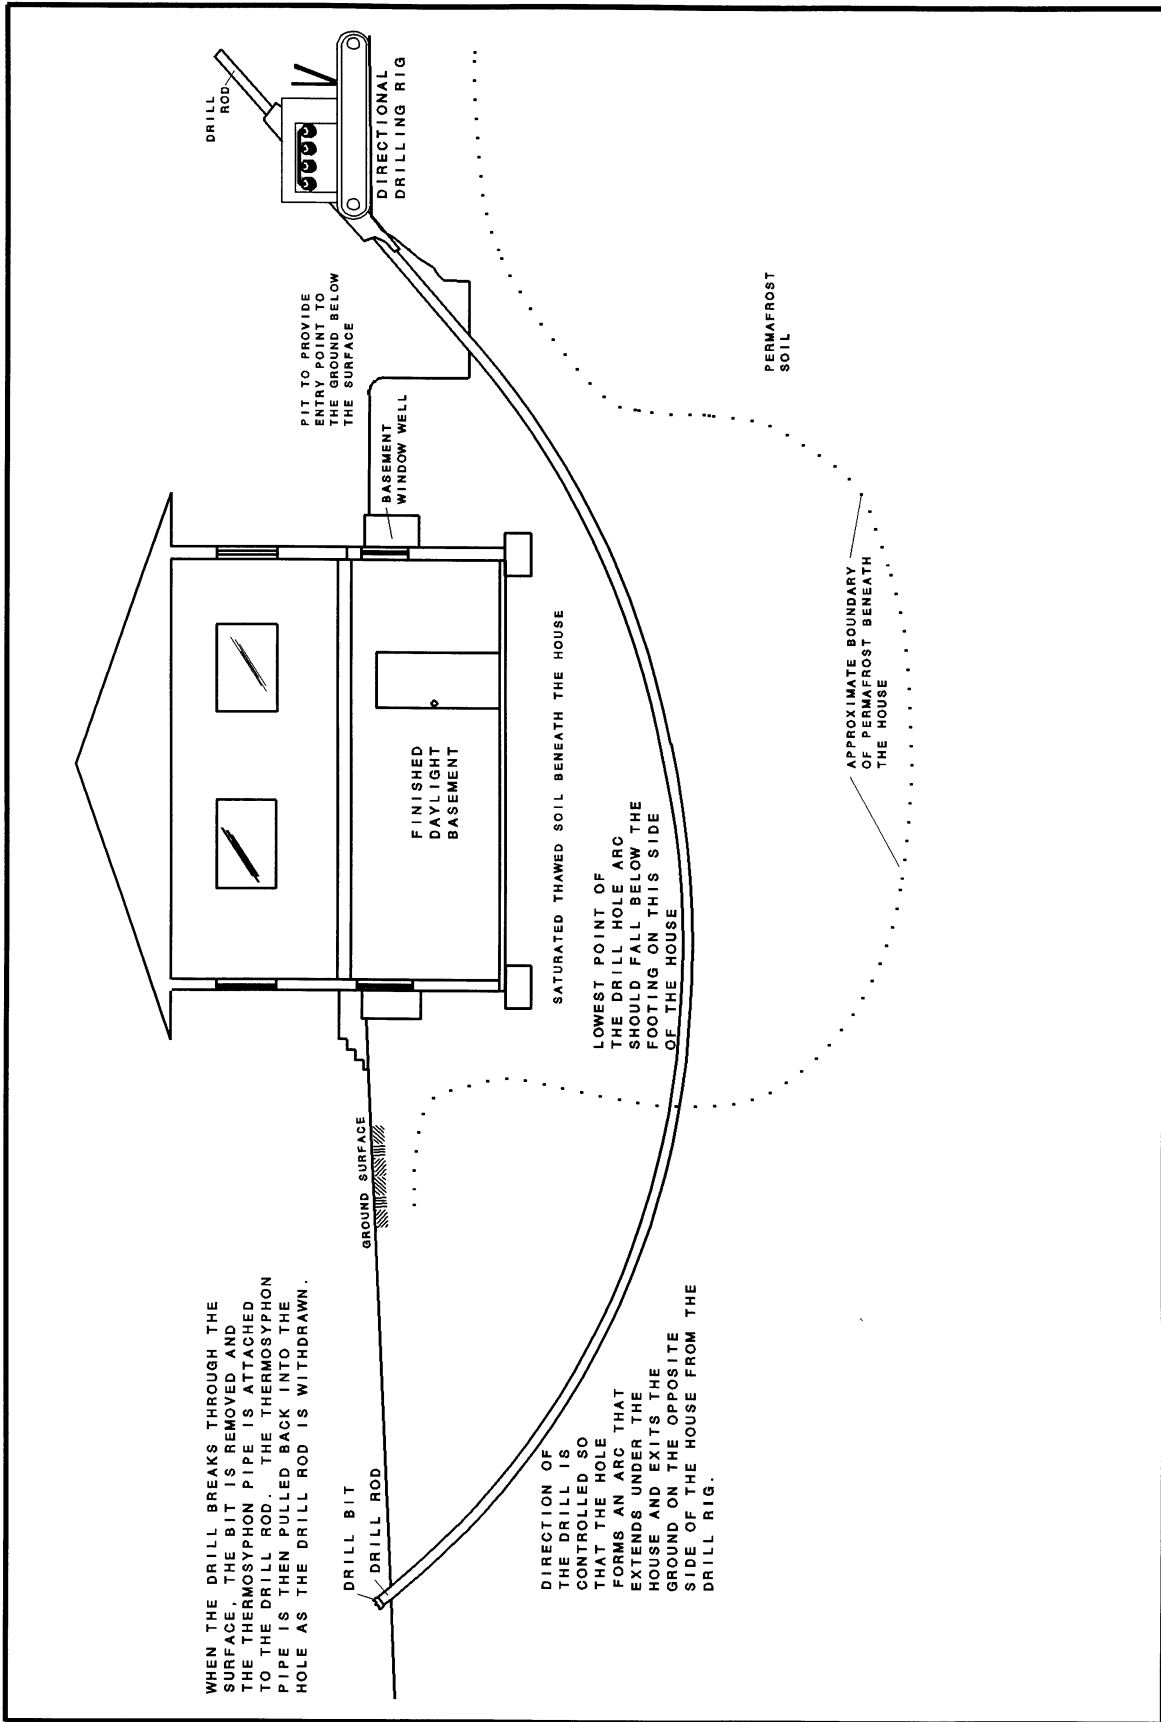 WHEN THE DRILL BREAKS THROUGH THE
SURFACE, THE BIT IS REMOVED AND
THE THERMOSYPHON PIPE IS ATTACHED
TO THE DRILL ROD. THE THERMOSYPHON
PIPE IS THEN PULLED BACK INTO THE
HOLE AS THE DRILL ROD IS WITHDRAWN.
DRILL BIT
DRILL ROD
GROUND SURFACE
FINISHED
DAYLIGHT
BASEMENT
BASEMENT
WINDOW WELL
PIT TO PROVIDE
ENTRY POINT TO
THE GROUND BELOW
THE SURFACE
DRILL
ROD
DIRECTIONAL
DRILLING RIG
SATURATED THAWED SOIL BENEATH THE HOUSE
LOWEST POINT OF
THE DRILL HOLE ARC
SHOULD FALL BELOW THE
FOOTING ON THIS SIDE
OF THE HOUSE
DIRECTION OF
THE DRILL IS
CONTROLLED SO
THAT THE HOLE
FORMS AN ARC THAT
EXTENDS UNDER THE
HOUSE AND EXITS THE
GROUND ON THE OPPOSITE
SIDE OF THE HOUSE FROM THE
DRILL RIG.
APPROXIMATE BOUNDARY
OF PERMAFROST BENEATH
THE HOUSE
PERMAFROST
SOIL